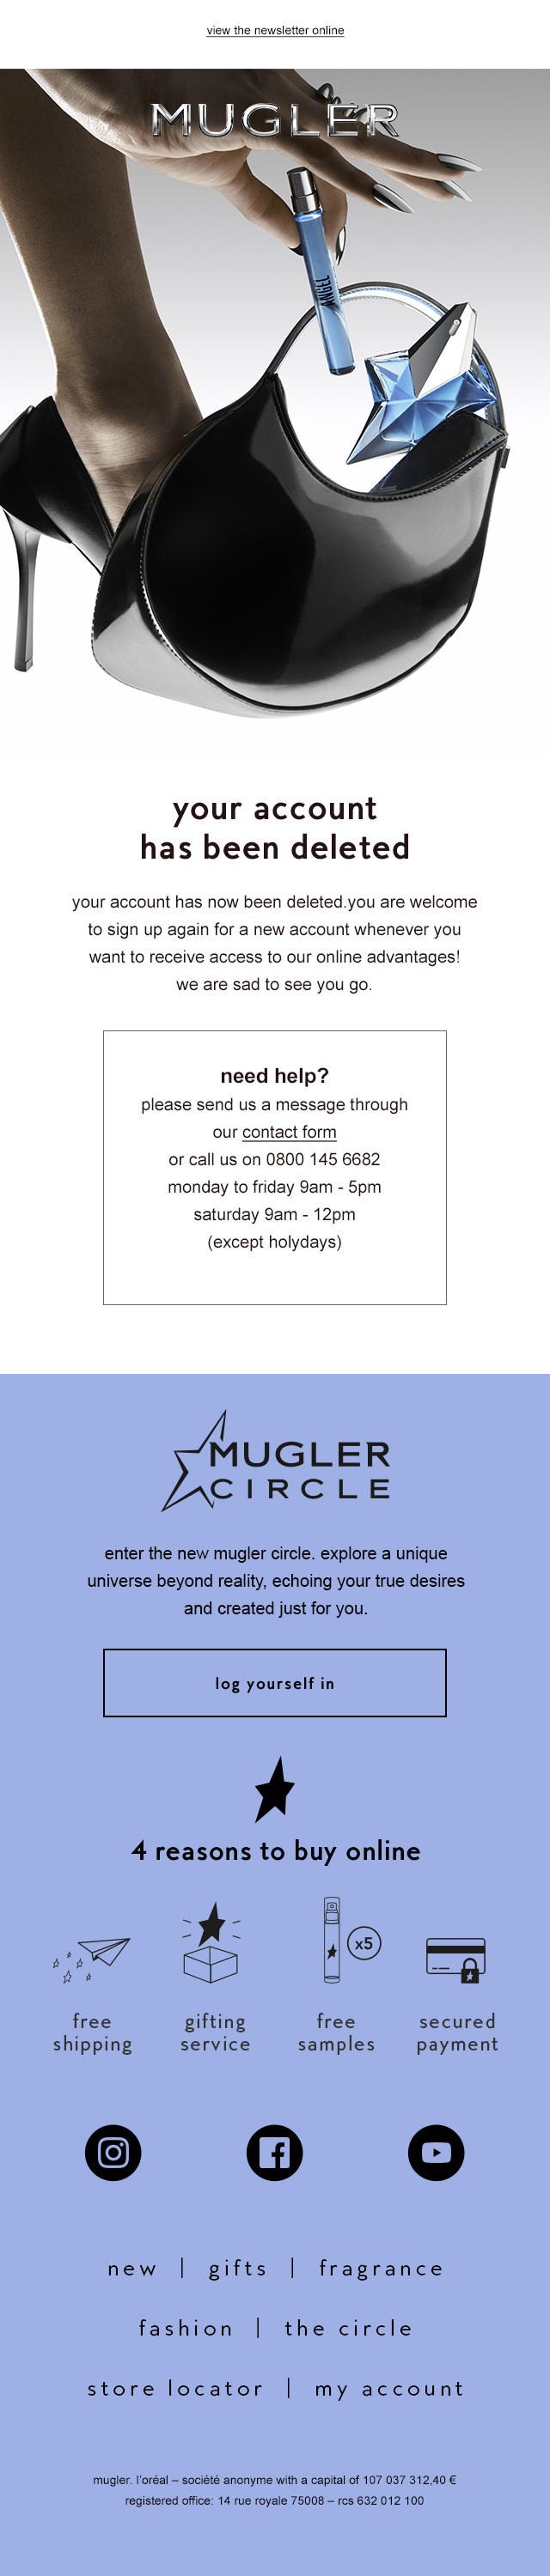 view the newsletter online
MUGLER
ANGEL
your account
has been deleted
your account has now been deleted.you are welcome
to sign up again for a new account whenever you
want to receive access to our online advantages!
we are sad to see you go.
need help?
please send us a message through
our contact form
or call us on 0800 145 6682
monday to friday 9am - 5pm
saturday 9am - 12pm
(except holydays)
MUGLER
CIRCLE
enter the new mugler circle. explore a unique
universe beyond reality, echoing your true desires
and created just for you.
log yourself in
4 reasons to buy online
x5
free
shipping
gifting
service
free
samples
secured
payment
new | gifts | fragrance
fashion | the circle
store locator | my account
mugler. l'oréal – société anonyme with a capital of 107 037 312,40 €
registered office: 14 rue royale 75008 – rcs 632 012 100